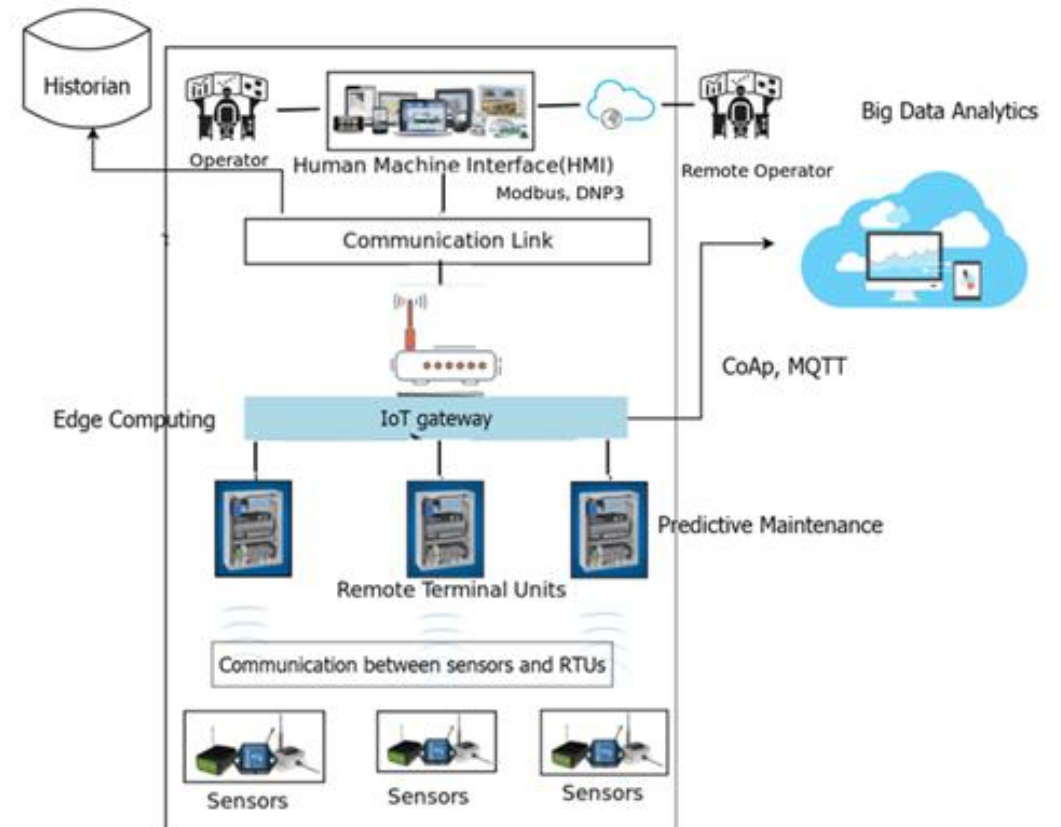 Historian
Operator
Human Machine Interface(HMI)
Remote Operator
Big Data Analytics
Modbus, DNP3
Communication Link
CoAp, MQTT
Edge Computing
IoT gateway
Predictive Maintenance
Remote Terminal Units
Communication between sensors and RTUs
Sensors
Sensors
Sensors